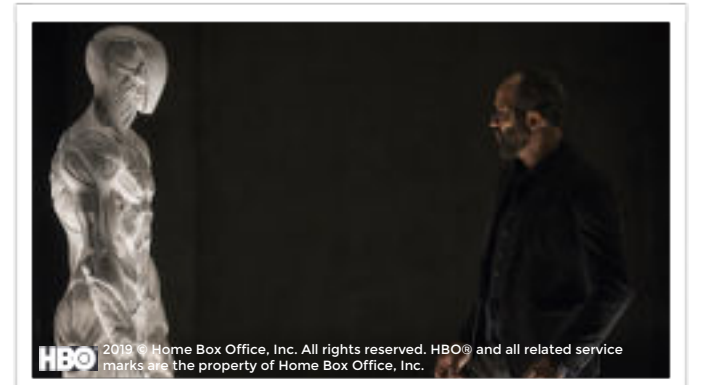 HBO
2019 © Home Box Office, Inc. All rights reserved. HBO® and all related service
marks are the property of Home Box Office, Inc.